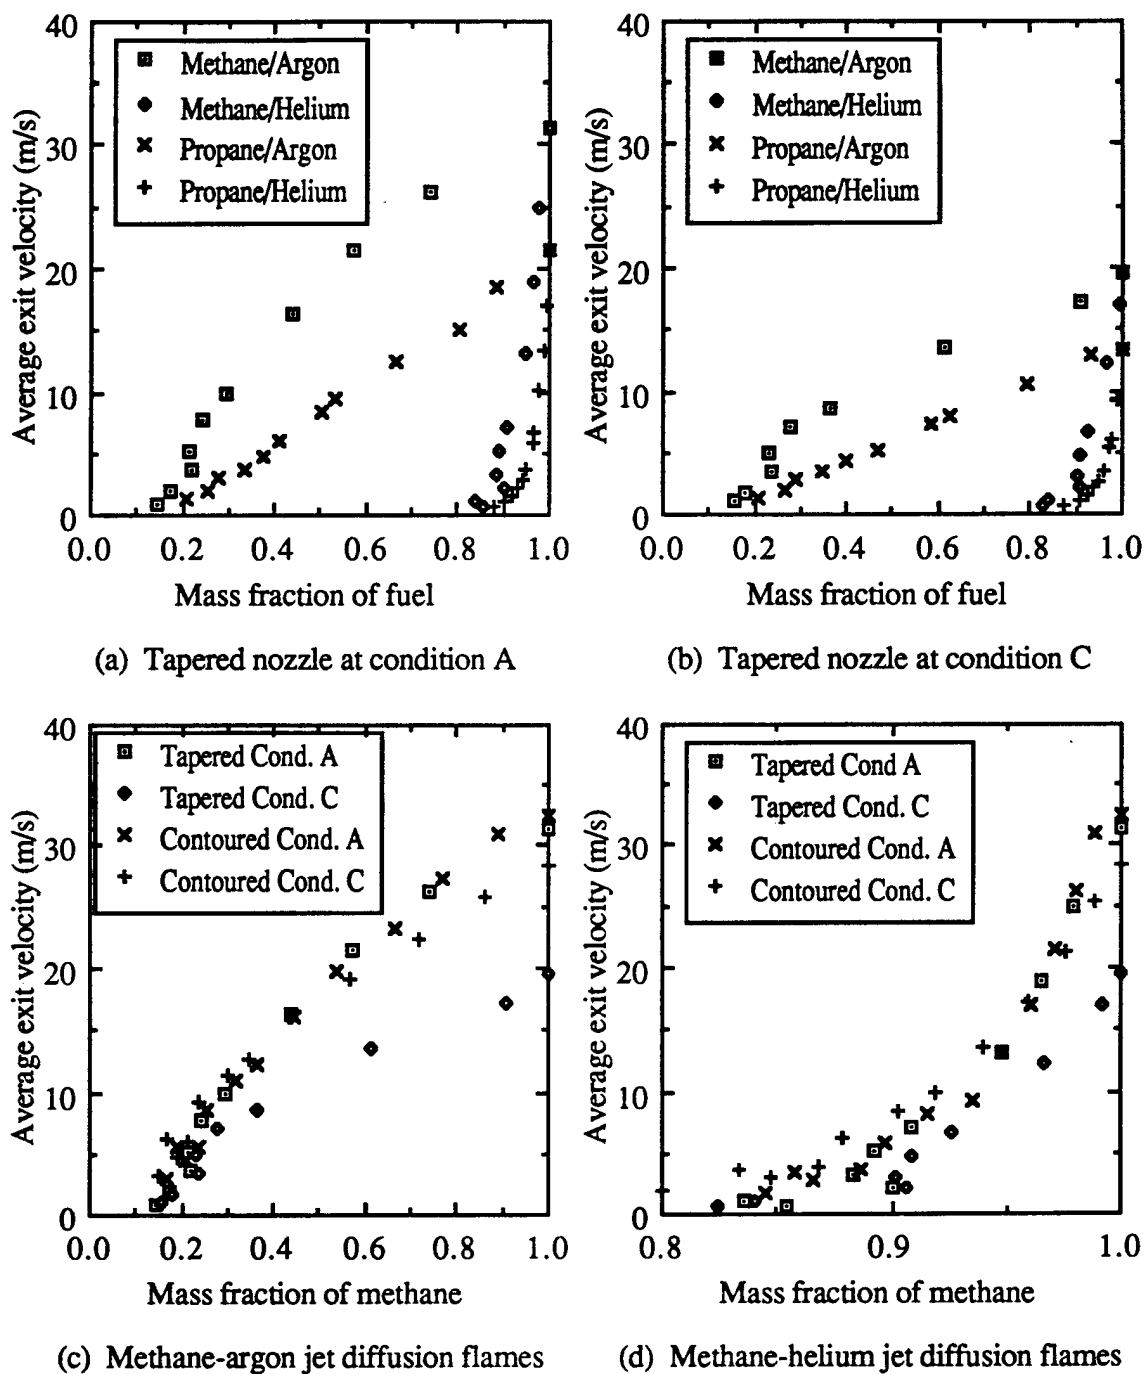 40
30
20
10
0
Average exit velocity (m/s)
Methane/Argon
Methane/Helium
Propane/Argon
Propane/Helium
0.0 0.2 0.4 0.6 0.8 1.0
Mass fraction of fuel
(a) Tapered nozzle at condition A
40
30
20
10
0
Average exit velocity (m/s)
Methane/Argon
Methane/Helium
Propane/Argon
Propane/Helium
0.0 0.2 0.4 0.6 0.8 1.0
Mass fraction of fuel
(b) Tapered nozzle at condition C
40
30
20
10
0
Average exit velocity (m/s)
Tapered Cond. A
Tapered Cond. C
Contoured Cond. A
Contoured Cond. C
0.0 0.2 0.4 0.6 0.8 1.0
Mass fraction of methane
(c) Methane-argon jet diffusion flames
40
30
20
10
0
Average exit velocity (m/s)
Tapered Cond A
Tapered Cond. C
Contoured Cond. A
Contoured Cond. C
0.8 0.9 1.0
Mass fraction of methane
(d) Methane-helium jet diffusion flames